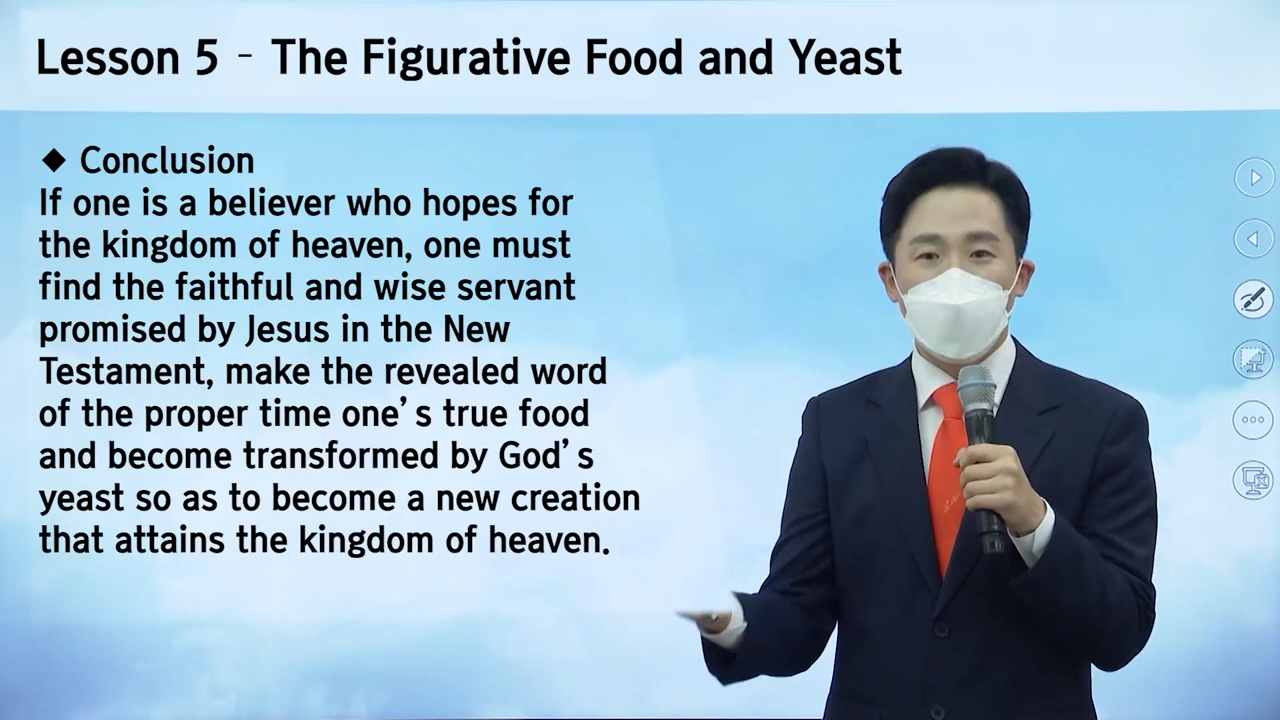 Lesson 5 - The Figurative Food and Yeast
◆ Conclusion
If one is a believer who hopes for
the kingdom of heaven, one must
find the faithful and wise servant
promised by Jesus in the New
Testament, make the revealed word
of the proper time one’s true food
and become transformed by God’s
yeast so as to become a new creation
that attains the kingdom of heaven.